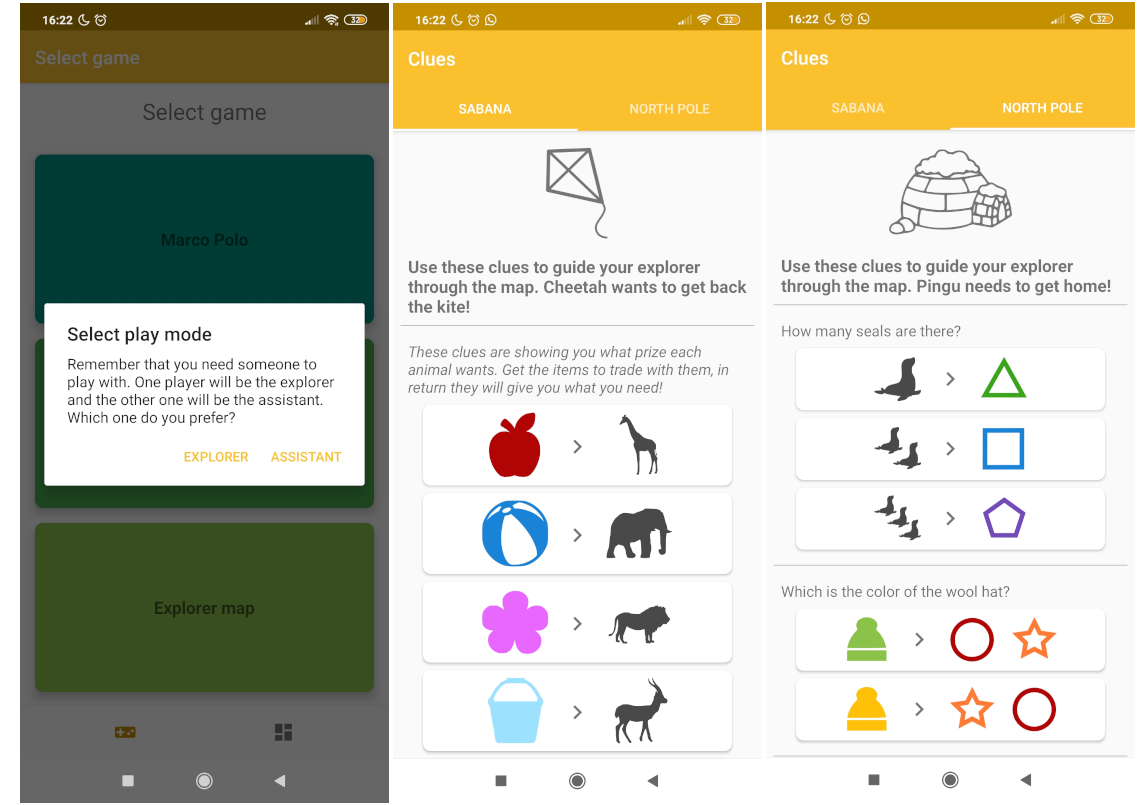 16:22
32
Select game
Select game
Marco Polo
Select play mode
Remember that you need someone to
play with. One player will be the explorer
and the other one will be the assistant.
Which one do you prefer?
EXPLORER ASSISTANT
Explorer map
16:22
32
Clues
SABANA NORTH POLE
Use these clues to guide your explorer
through the map. Cheetah wants to get back
the kite!
These clues are showing you what prize each
animal wants. Get the items to trade with them, in
return they will give you what you need!
16:22
32
Clues
SABANA NORTH POLE
Use these clues to guide your explorer
through the map. Pingu needs to get home!
How many seals are there?
Which is the color of the wool hat?